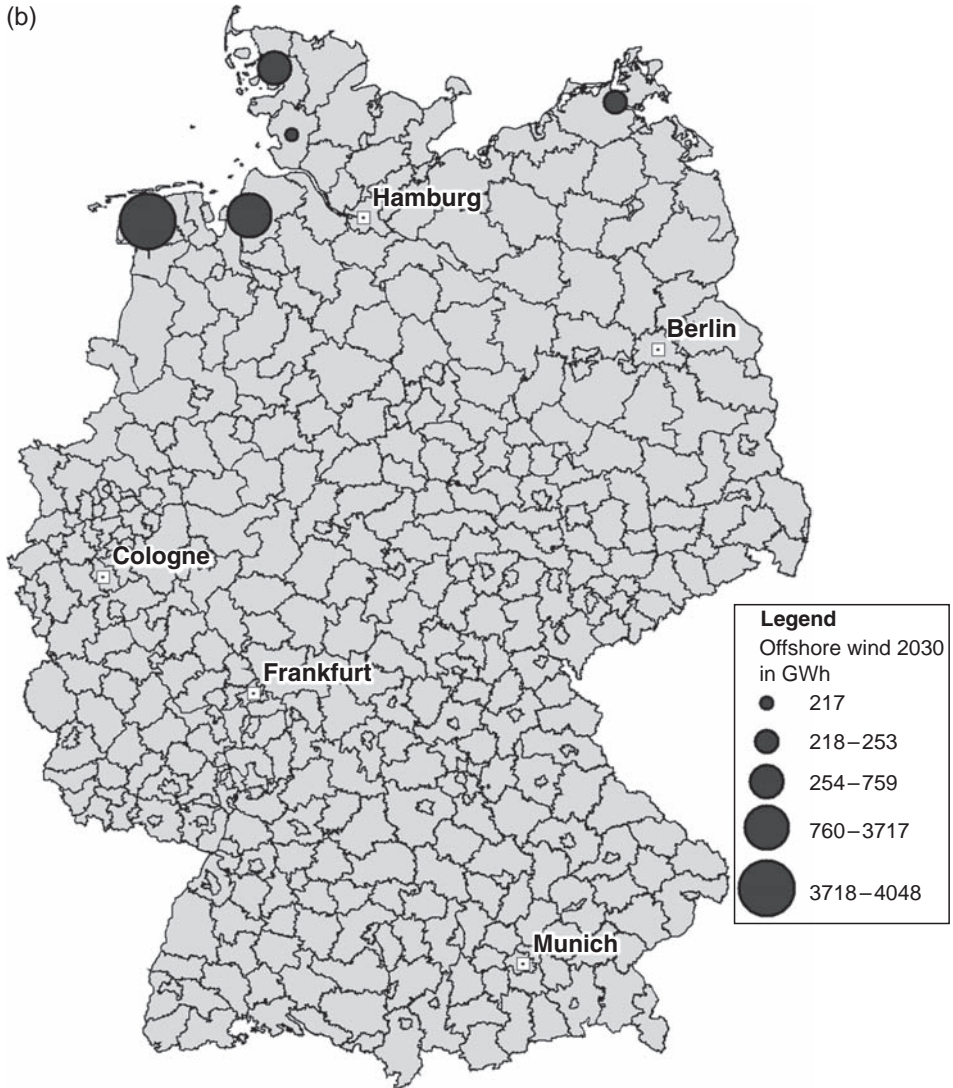 (b)
Hamburg
Berlin
Cologne
Frankfurt
Munich
Legend
Offshore wind 2030
in GWh
217
218–253
254–759
760–3717
3718–4048